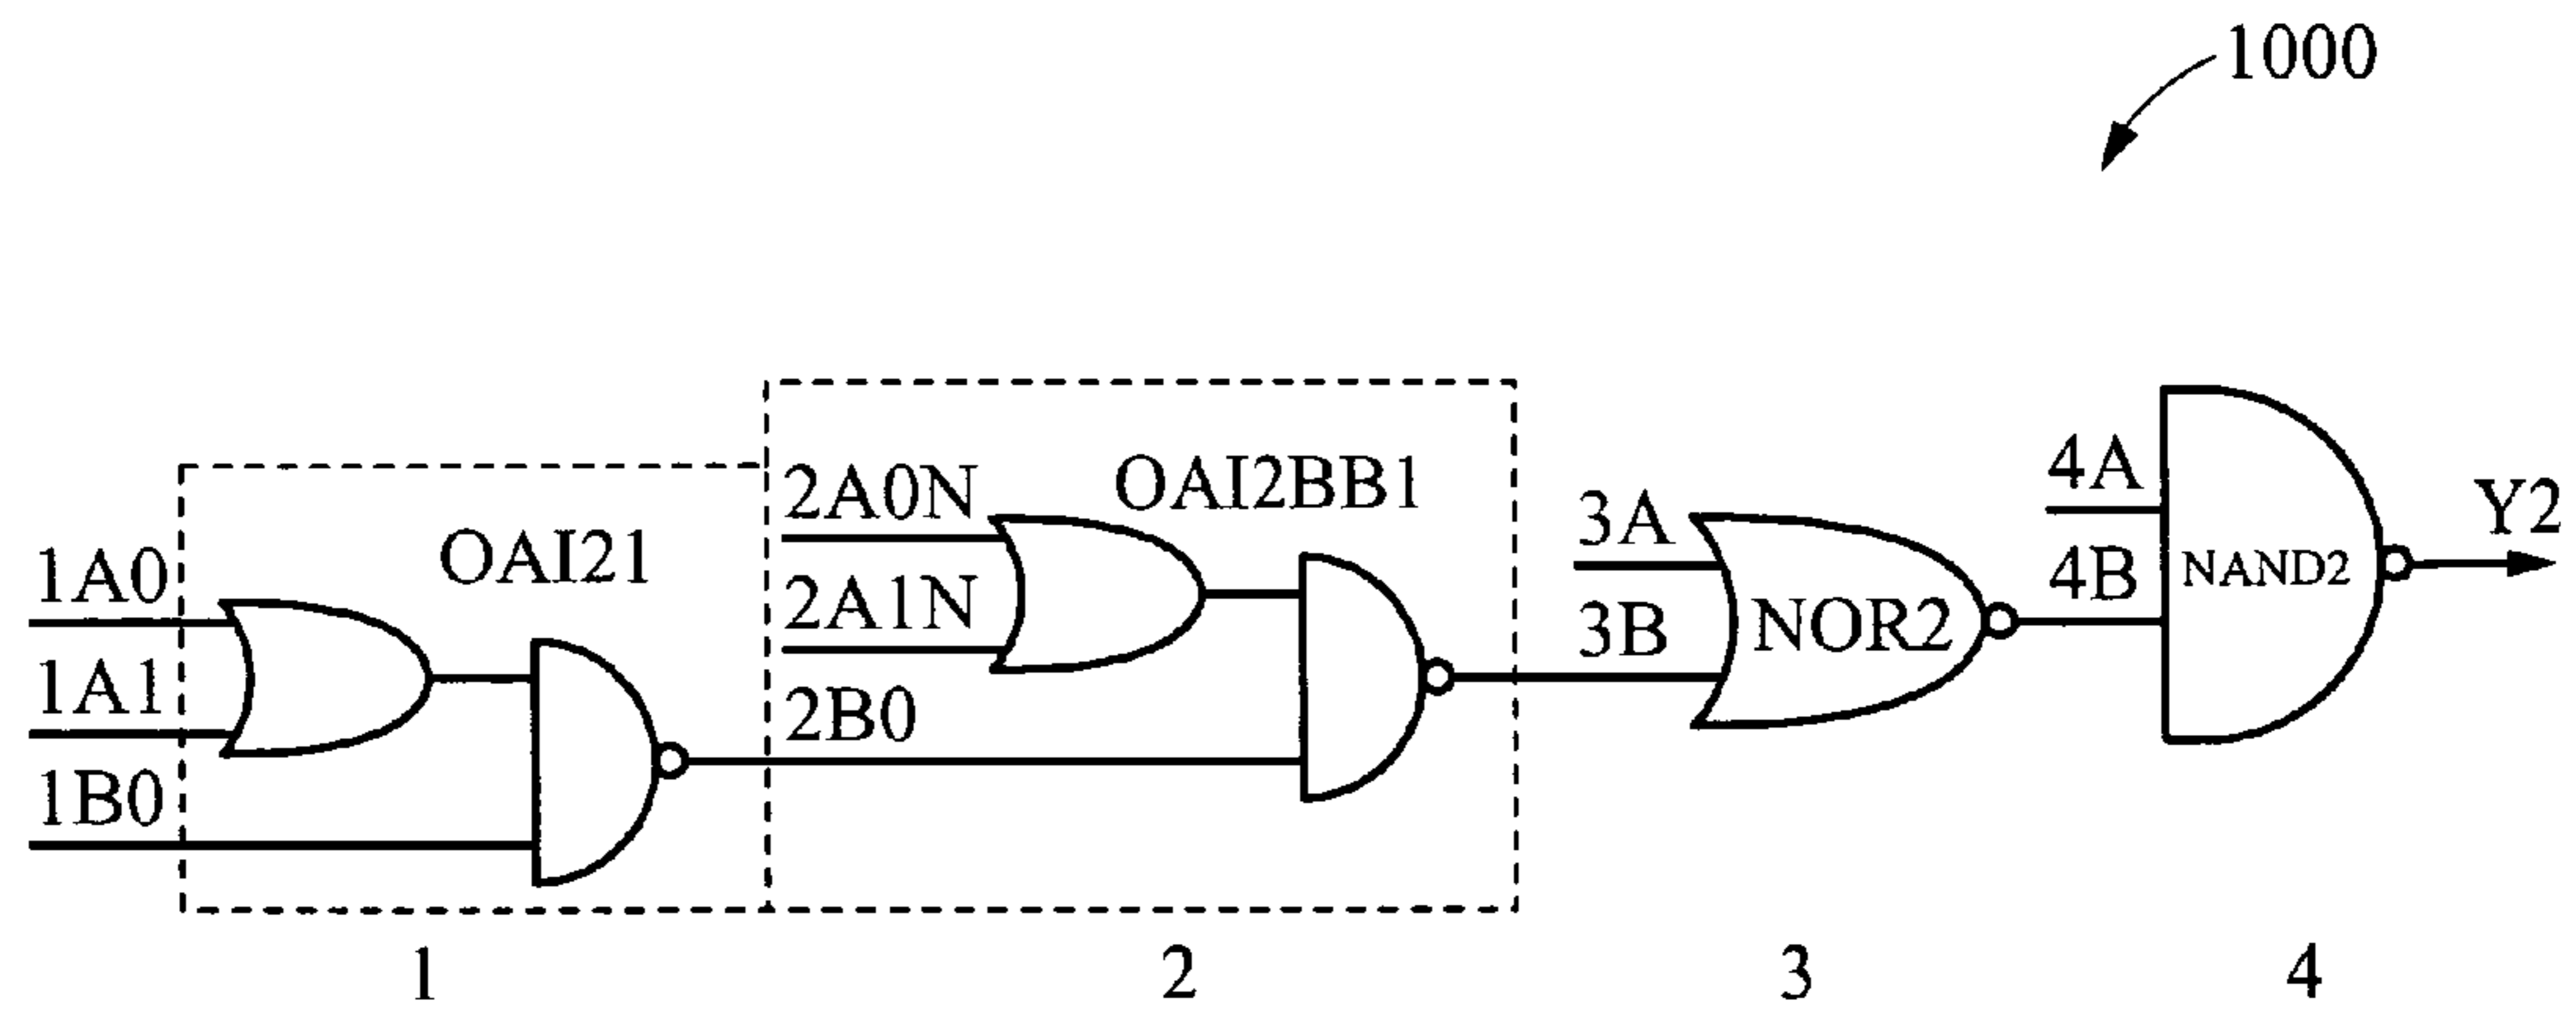 1000
OAI21
1A0
1A1
1B0
OAI2BB1
2A0N
2A1N
2B0
3A
3B
NOR2
4A
4B
NAND2
Y2
1
2
3
4